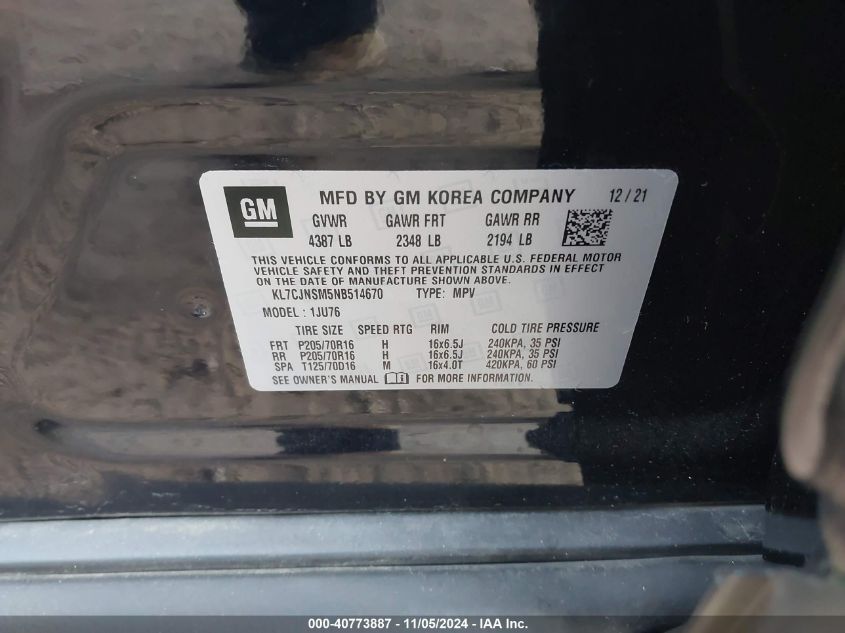 GM
MFD BY GM KOREA COMPANY 12/21
GVWR GAWR FRT GAWR RR
4387 LB 2348 LB 2194 LB
THIS VEHICLE CONFORMS TO ALL APPLICABLE U.S. FEDERAL MOTOR
VEHICLE SAFETY AND THEFT PREVENTION STANDARDS IN EFFECT
ON THE DATE OF MANUFACTURE SHOWN ABOVE.
KL7CJNSM5NB514670 TYPE: MPV
MODEL : 1JU76
TIRE SIZE SPEED RTG RIM COLD TIRE PRESSURE
FRT P205/70R16 H 16x6.5J 240KPA, 35 PSI
RR P205/70R16 H 16x6.5J 240KPA, 35 PSI
SPA T125/70D16 M 16x4.0T 420KPA, 60 PSI
SEE OWNER'S MANUAL FOR MORE INFORMATION.
000-40773887 - 11/05/2024 - IAA Inc.